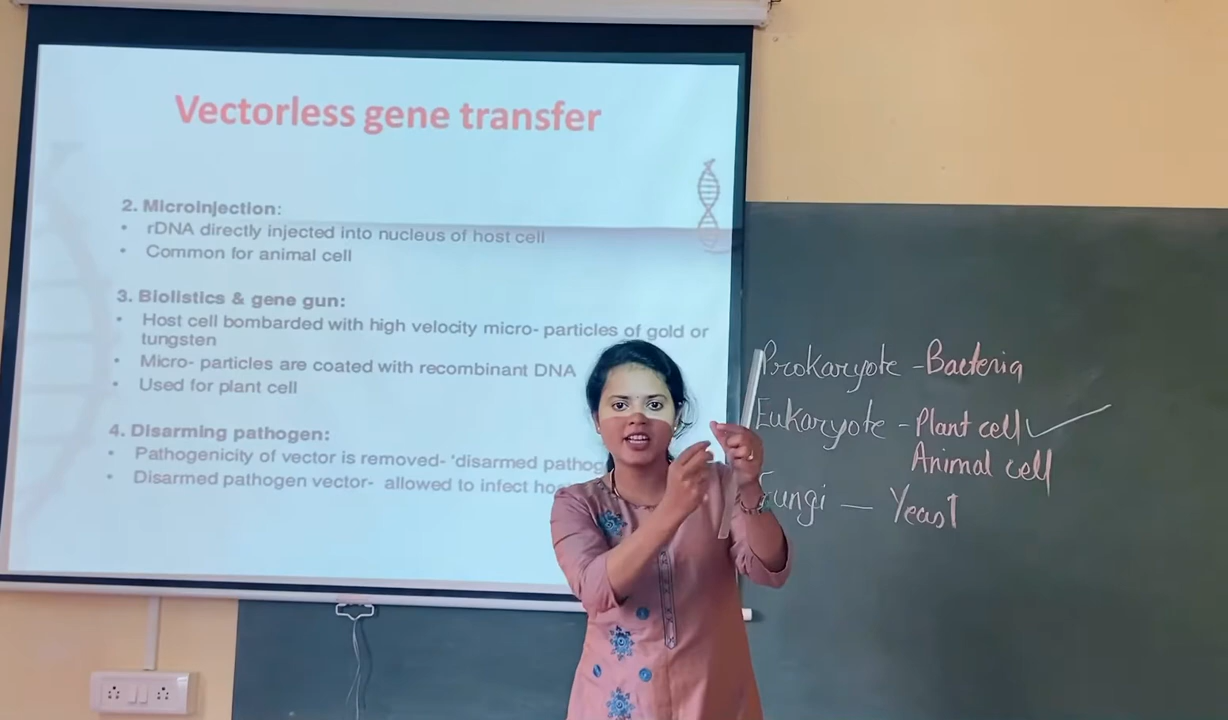 Vectorless gene transfer
2. Microinjection:
• rDNA directly injected into nucleus of host cell
• Common for animal cell
3. Biolistics & gene gun:
• Host cell bombarded with high velocity micro- particles of gold or
tungsten
• Micro- particles are coated with recombinant DNA
• Used for plant cell
4. Disarming pathogen:
• Pathogenicity of vector is removed- 'disarmed pathog
• Disarmed pathogen vector- allowed to infect ho
Prokaryote - Bacteria
Eukaryote - Plant cell ✓
Animal cell
Fungi — Yeast